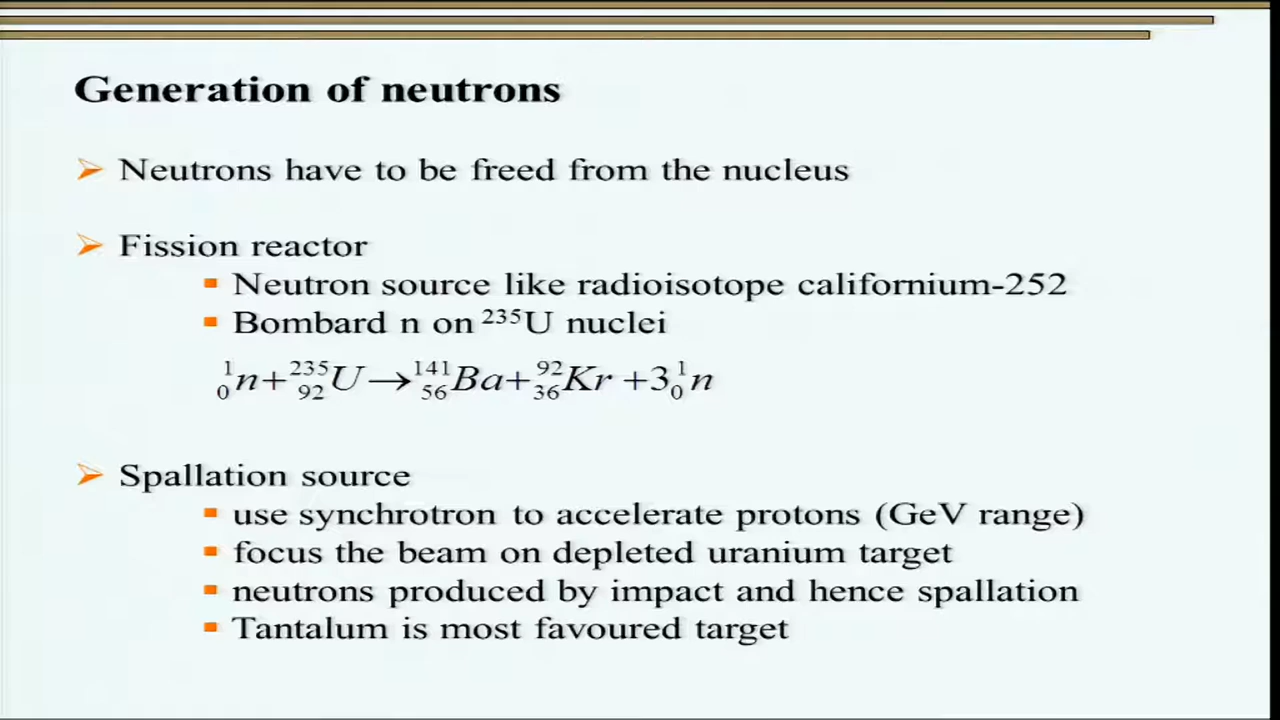 Generation of neutrons
Neutrons have to be freed from the nucleus
Fission reactor
Neutron source like radioisotope californium-252
Bombard n on ²³⁵U nuclei
¹₀n+²³⁵₉₂U→¹⁴¹₅₆Ba+⁹²₃₆Kr+3¹₀n
Spallation source
use synchrotron to accelerate protons (GeV range)
focus the beam on depleted uranium target
neutrons produced by impact and hence spallation
Tantalum is most favoured target